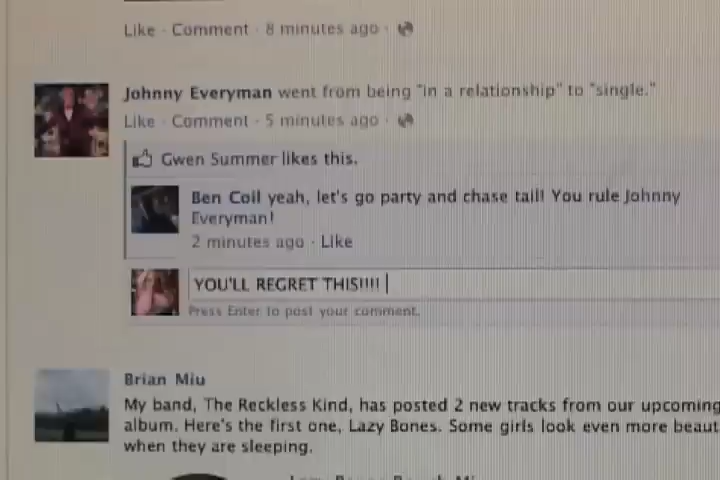 Like · Comment · 8 minutes ago ·
Johnny Everyman went from being "in a relationship" to "single."
Like · Comment · 5 minutes ago ·
Gwen Summer likes this.
Ben Coil yeah, let's go party and chase tail! You rule Johnny
Everyman!
2 minutes ago · Like
YOU'LL REGRET THIS!!!!
Press Enter to post your comment.
Brian Miu
My band, The Reckless Kind, has posted 2 new tracks from our upcoming
album. Here's the first one, Lazy Bones. Some girls look even more beaut
when they are sleeping.